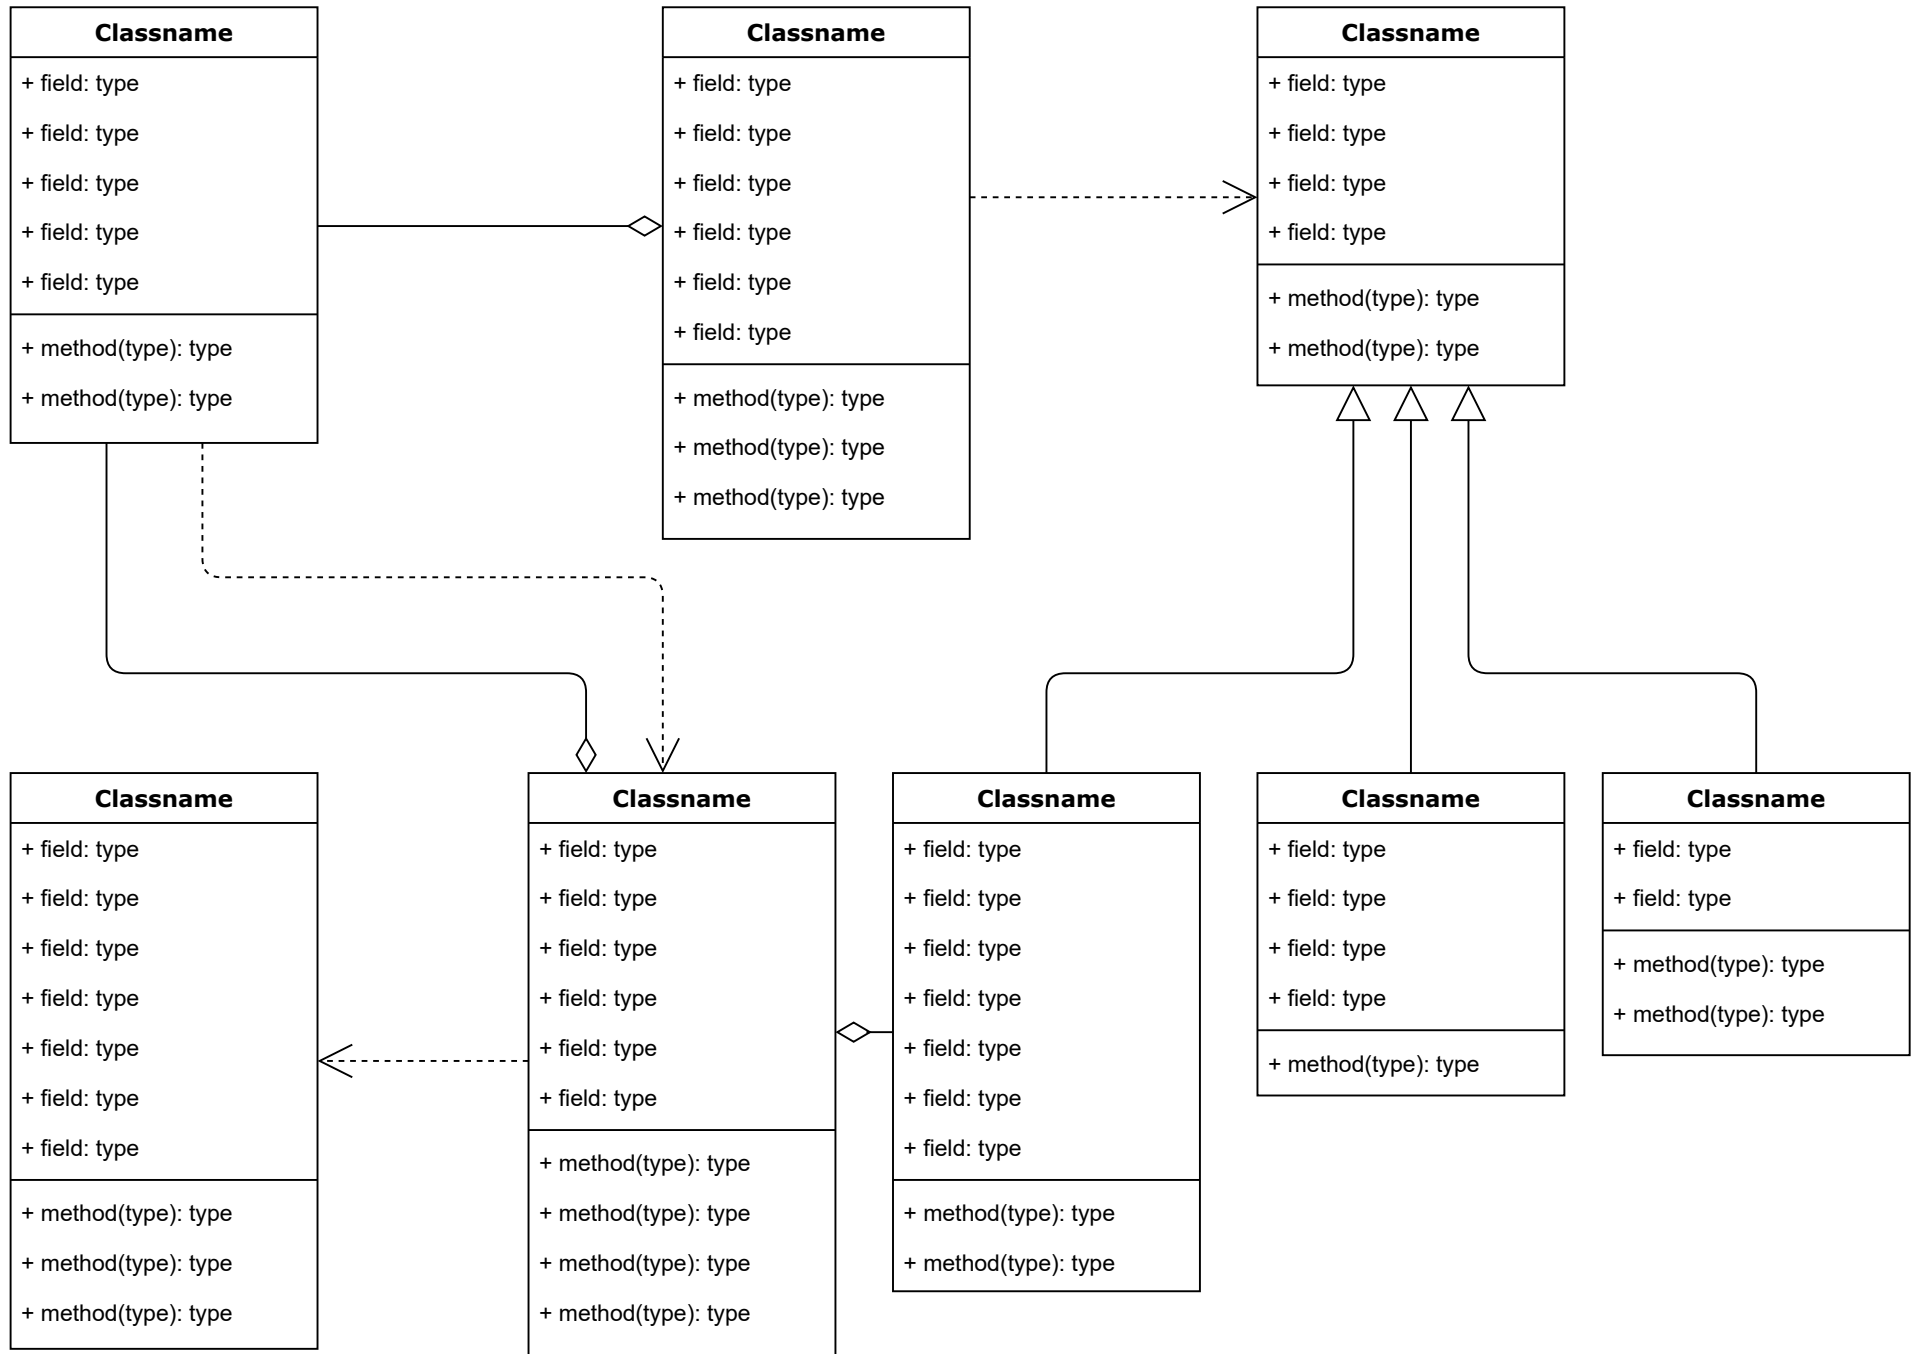 Classname
+ field: type
+ field: type
+ field: type
+ field: type
+ field: type
+ method(type): type
+ method(type): type
Classname
+ field: type
+ field: type
+ field: type
+ field: type
+ field: type
+ field: type
+ method(type): type
+ method(type): type
+ method(type): type
Classname
+ field: type
+ field: type
+ field: type
+ field: type
+ method(type): type
+ method(type): type
Classname
+ field: type
+ field: type
+ field: type
+ field: type
+ field: type
+ field: type
+ field: type
+ method(type): type
+ method(type): type
+ method(type): type
Classname
+ field: type
+ field: type
+ field: type
+ field: type
+ field: type
+ field: type
+ method(type): type
+ method(type): type
+ method(type): type
+ method(type): type
Classname
+ field: type
+ field: type
+ field: type
+ field: type
+ field: type
+ field: type
+ field: type
+ method(type): type
+ method(type): type
Classname
+ field: type
+ field: type
+ field: type
+ field: type
+ method(type): type
Classname
+ field: type
+ field: type
+ method(type): type
+ method(type): type